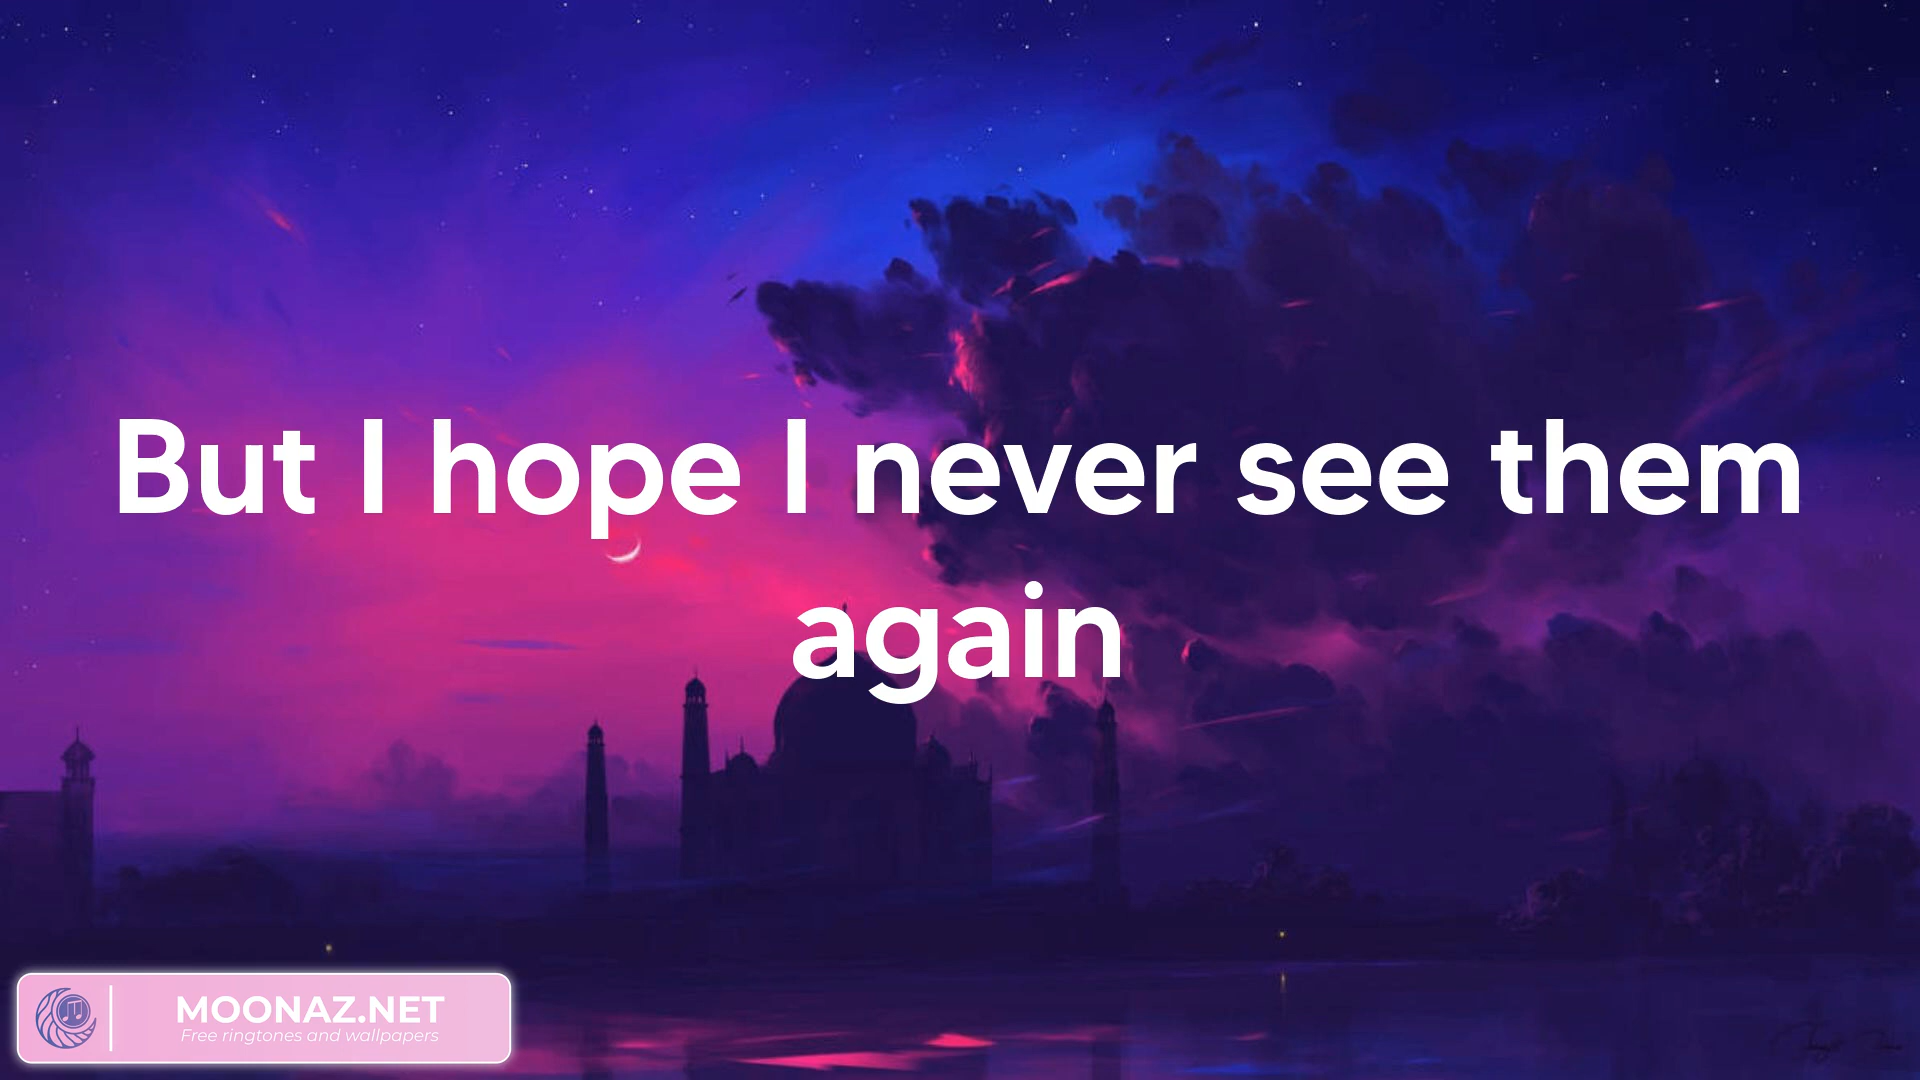 But I hope I never see them
again
MOONAZ.NET
Free ringtones and wallpapers